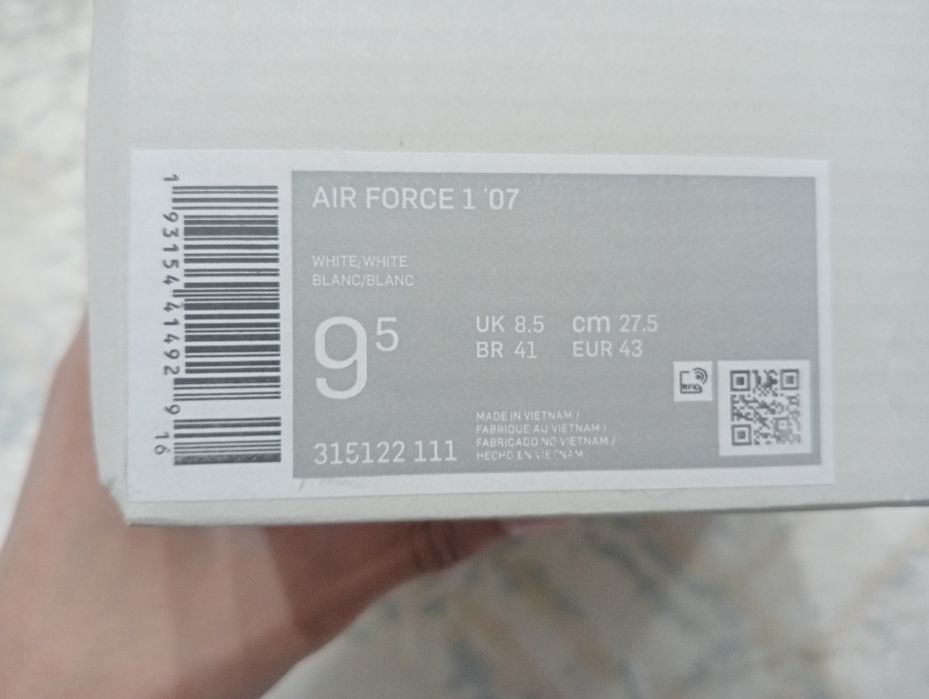 1 93154 41492 9 16
AIR FORCE 1 '07
WHITE/WHITE
BLANC/BLANC
9⁵
UK 8.5 cm 27.5
BR 41 EUR 43
RFID
MADE IN VIETNAM /
FABRIQUE AU VIETNAM /
FABRICADO NO VIETNAM /
HECHO EN VIETNAM
315122 111